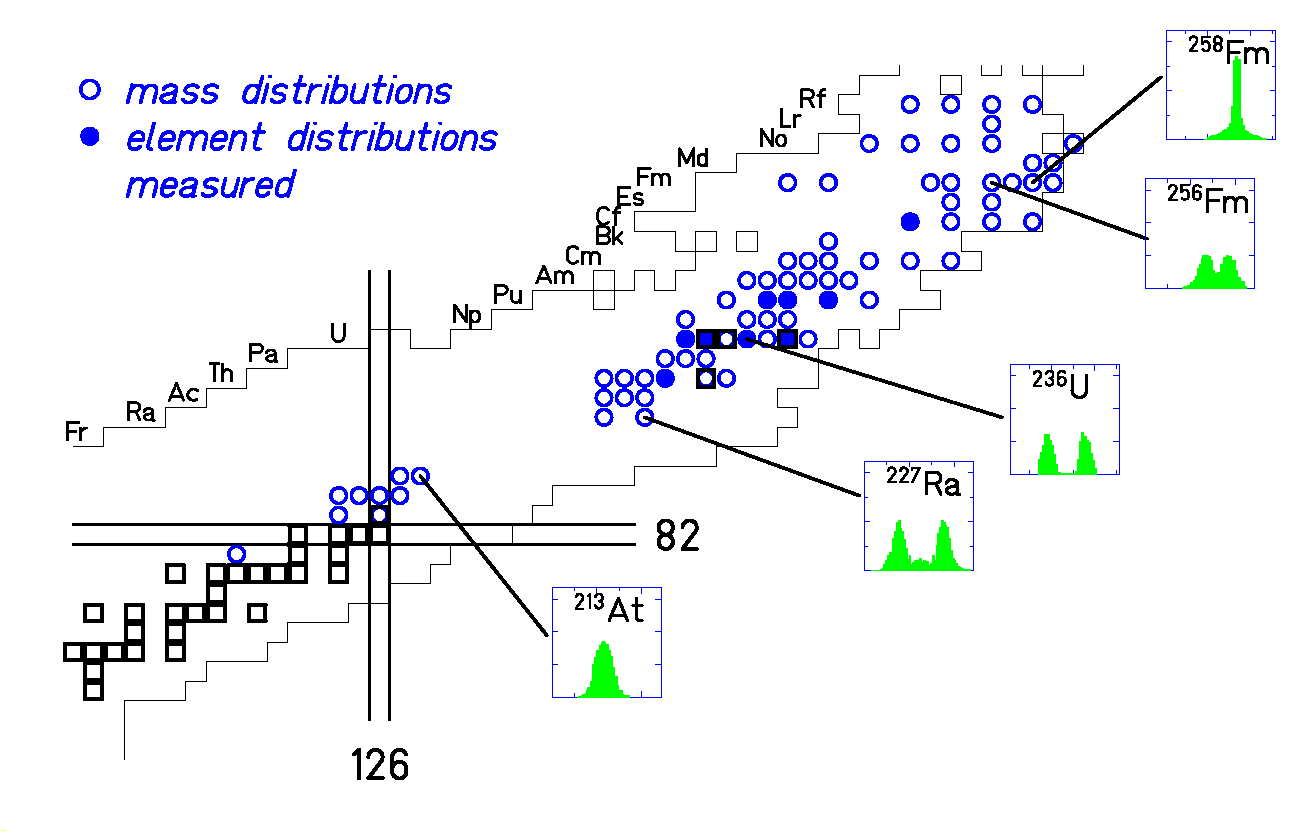 mass distributions
element distributions
measured
Rf
Lr
No
Md
Fm
Es
Cf
Bk
Cm
Am
Pu
Np
U
Pa
Th
Ac
Ra
Fr
258Fm
256Fm
236U
227Ra
213At
82
126